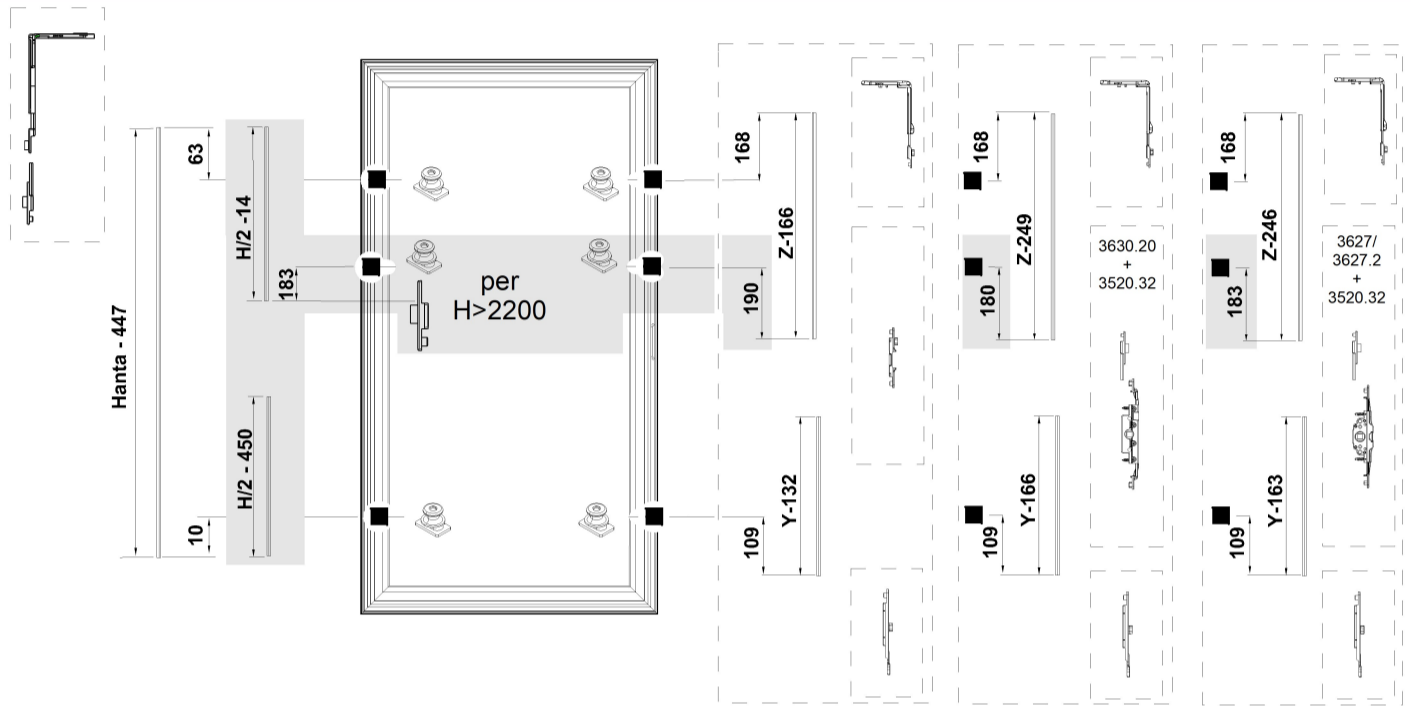 Hanta - 447
63
10
H/2 -14
183
H/2 - 450
per
H>2200
168
Z-166
190
Y-132
109
168
Z-249
180
Y-166
109
3630.20
+
3520.32
168
Z-246
183
Y-163
109
3627/
3627.2
+
3520.32